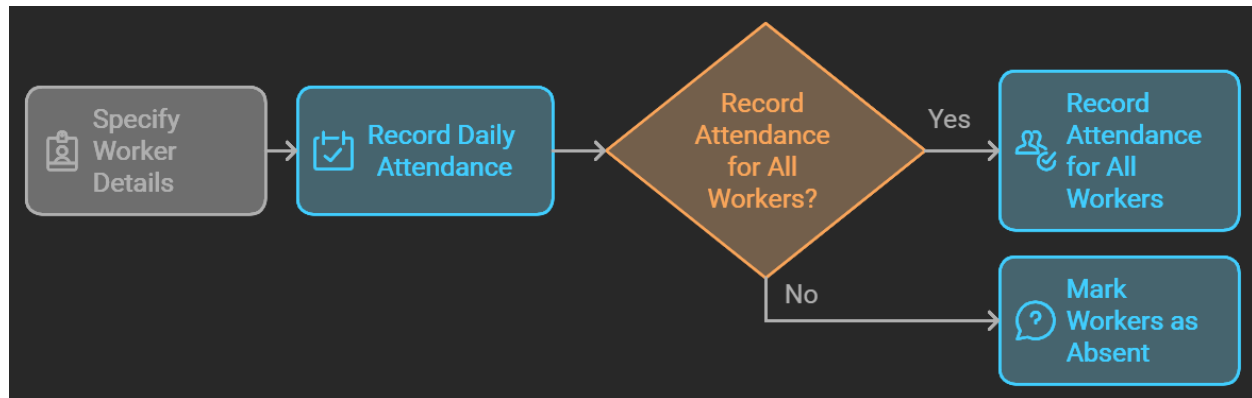 Specify
Worker
Details
Record Daily
Attendance
Record
Attendance
for All
Workers?
Yes
Record
Attendance
for All
Workers
No
Mark
Workers as
Absent